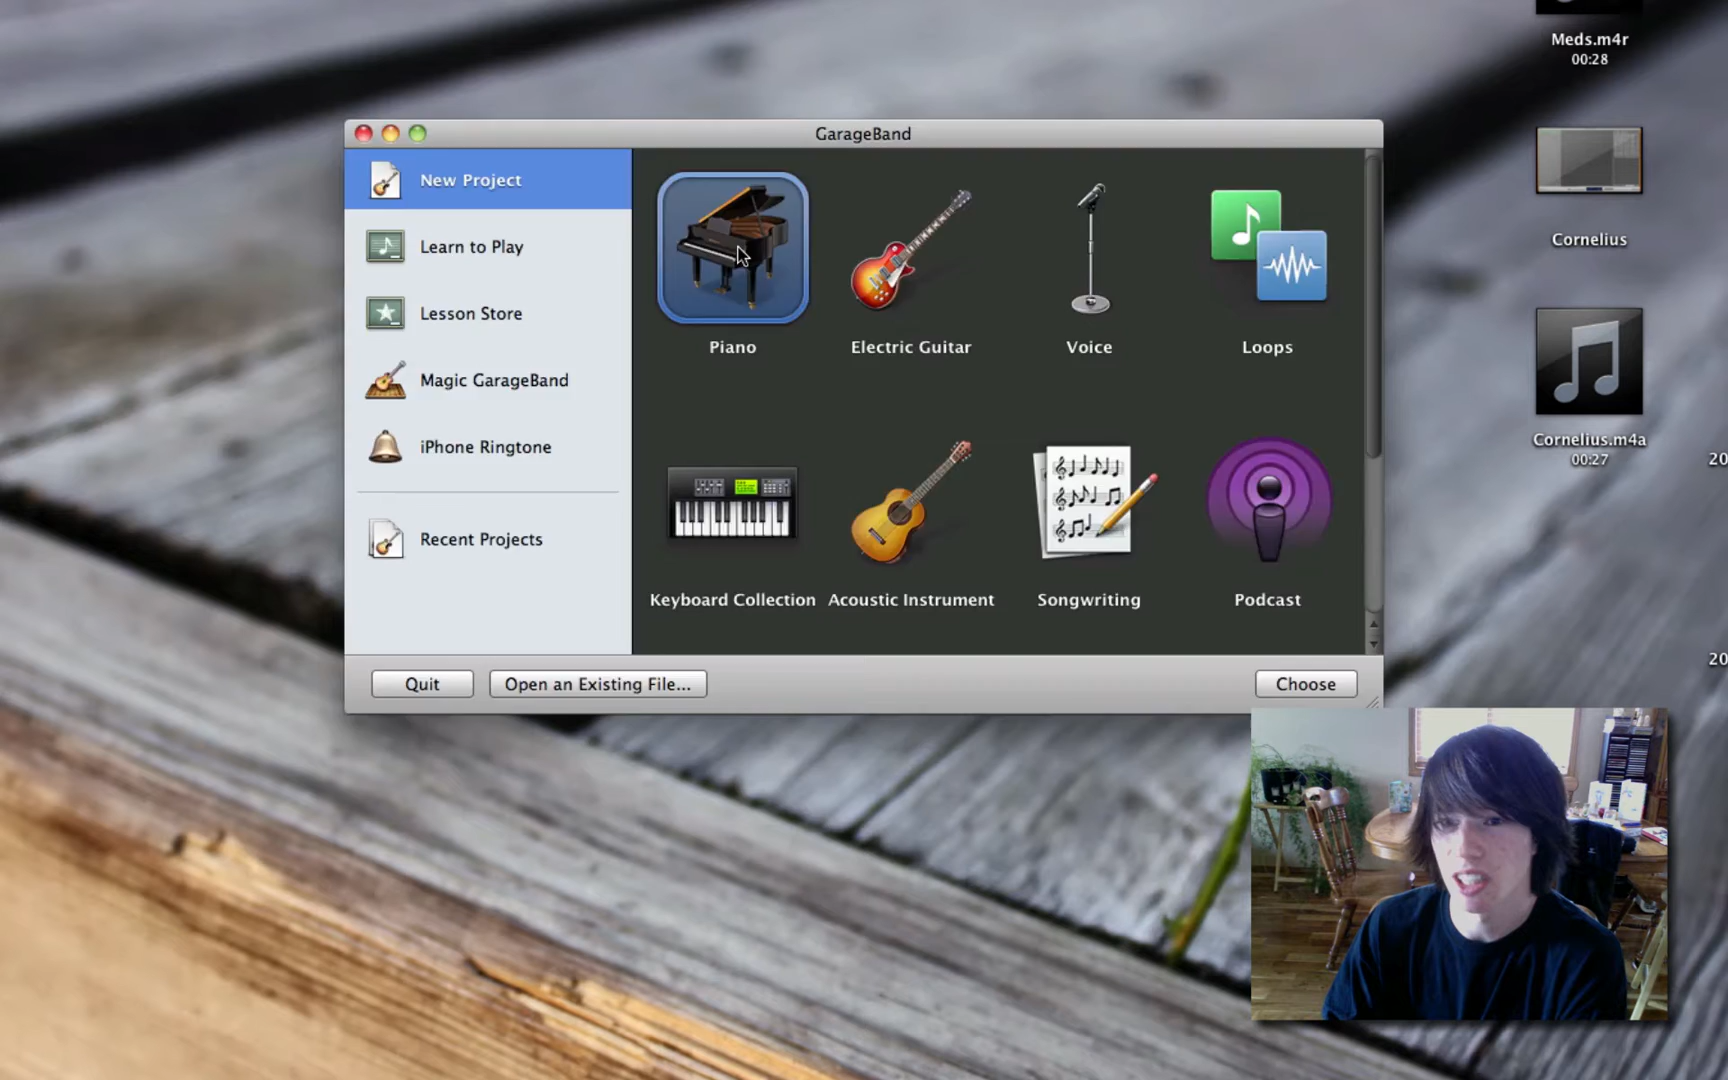 Meds.m4r
00:28
GarageBand
New Project
Learn to Play
Lesson Store
Magic GarageBand
iPhone Ringtone
Recent Projects
Piano
Electric Guitar
Voice
Loops
Keyboard Collection
Acoustic Instrument
Songwriting
Podcast
Quit
Open an Existing File...
Choose
Cornelius
Cornelius.m4a
00:27
20
20